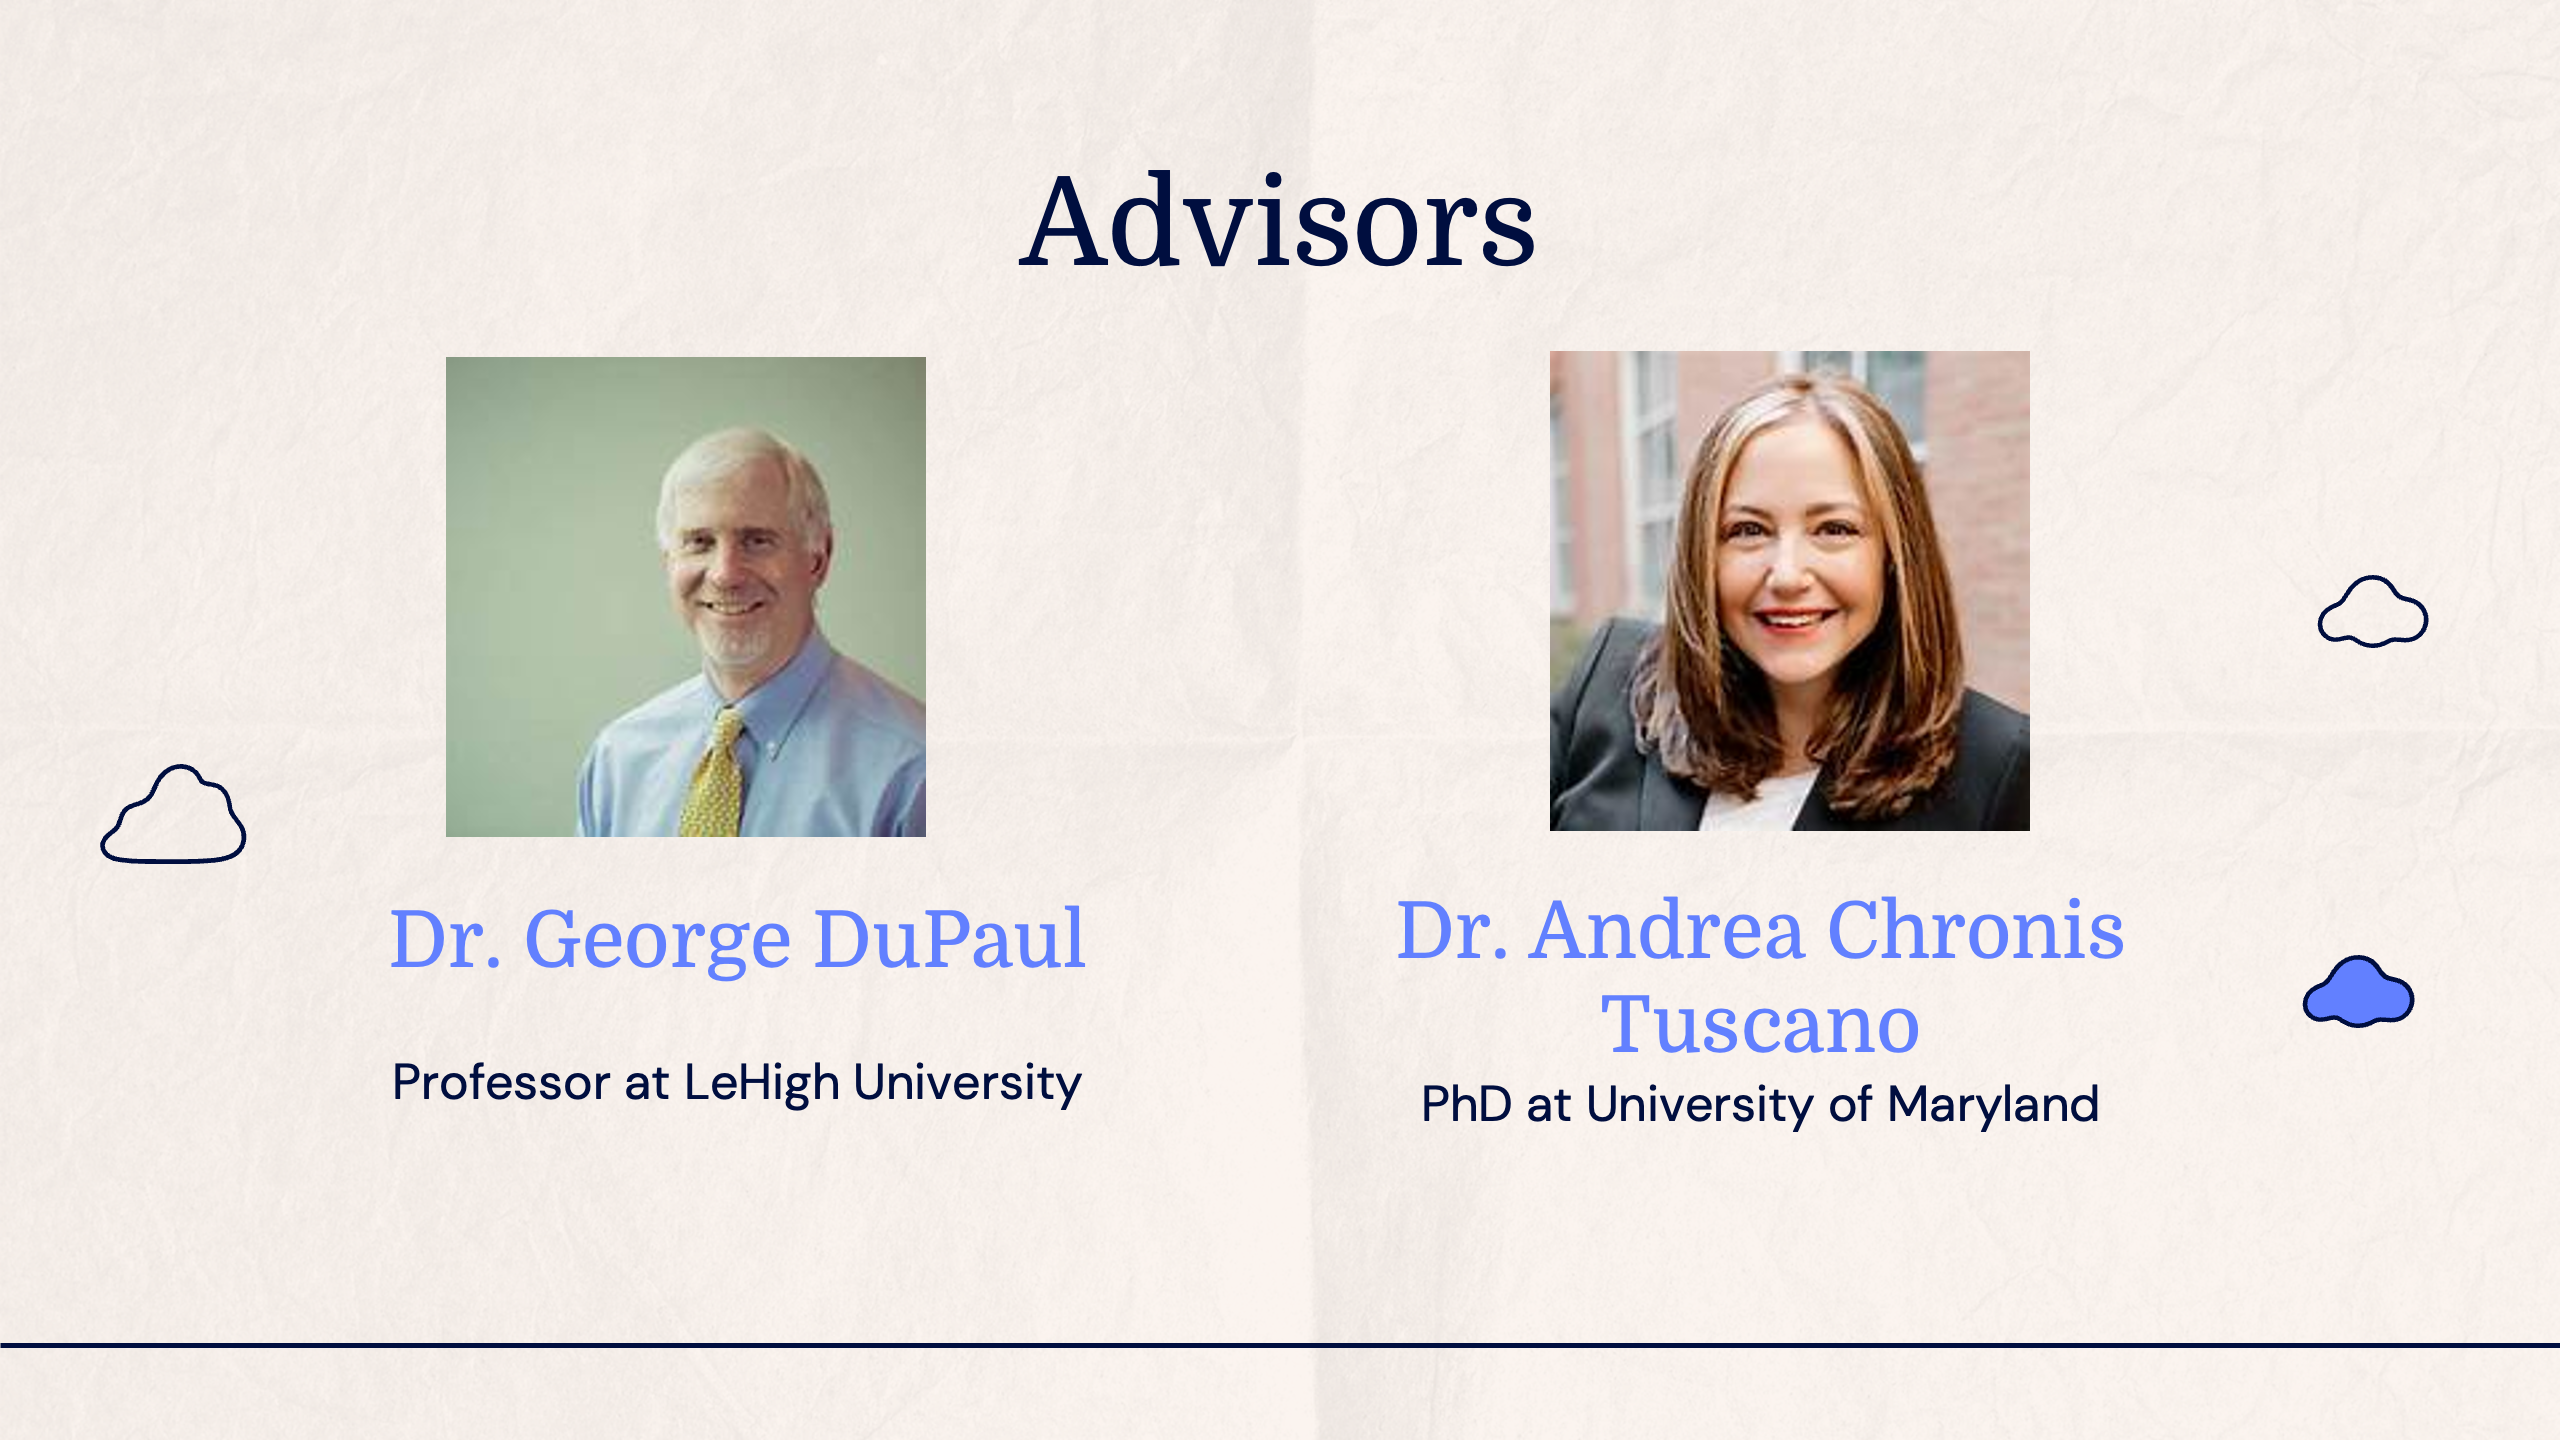 Advisors
Dr. George DuPaul
Professor at LeHigh University
Dr. Andrea Chronis
Tuscano
PhD at University of Maryland